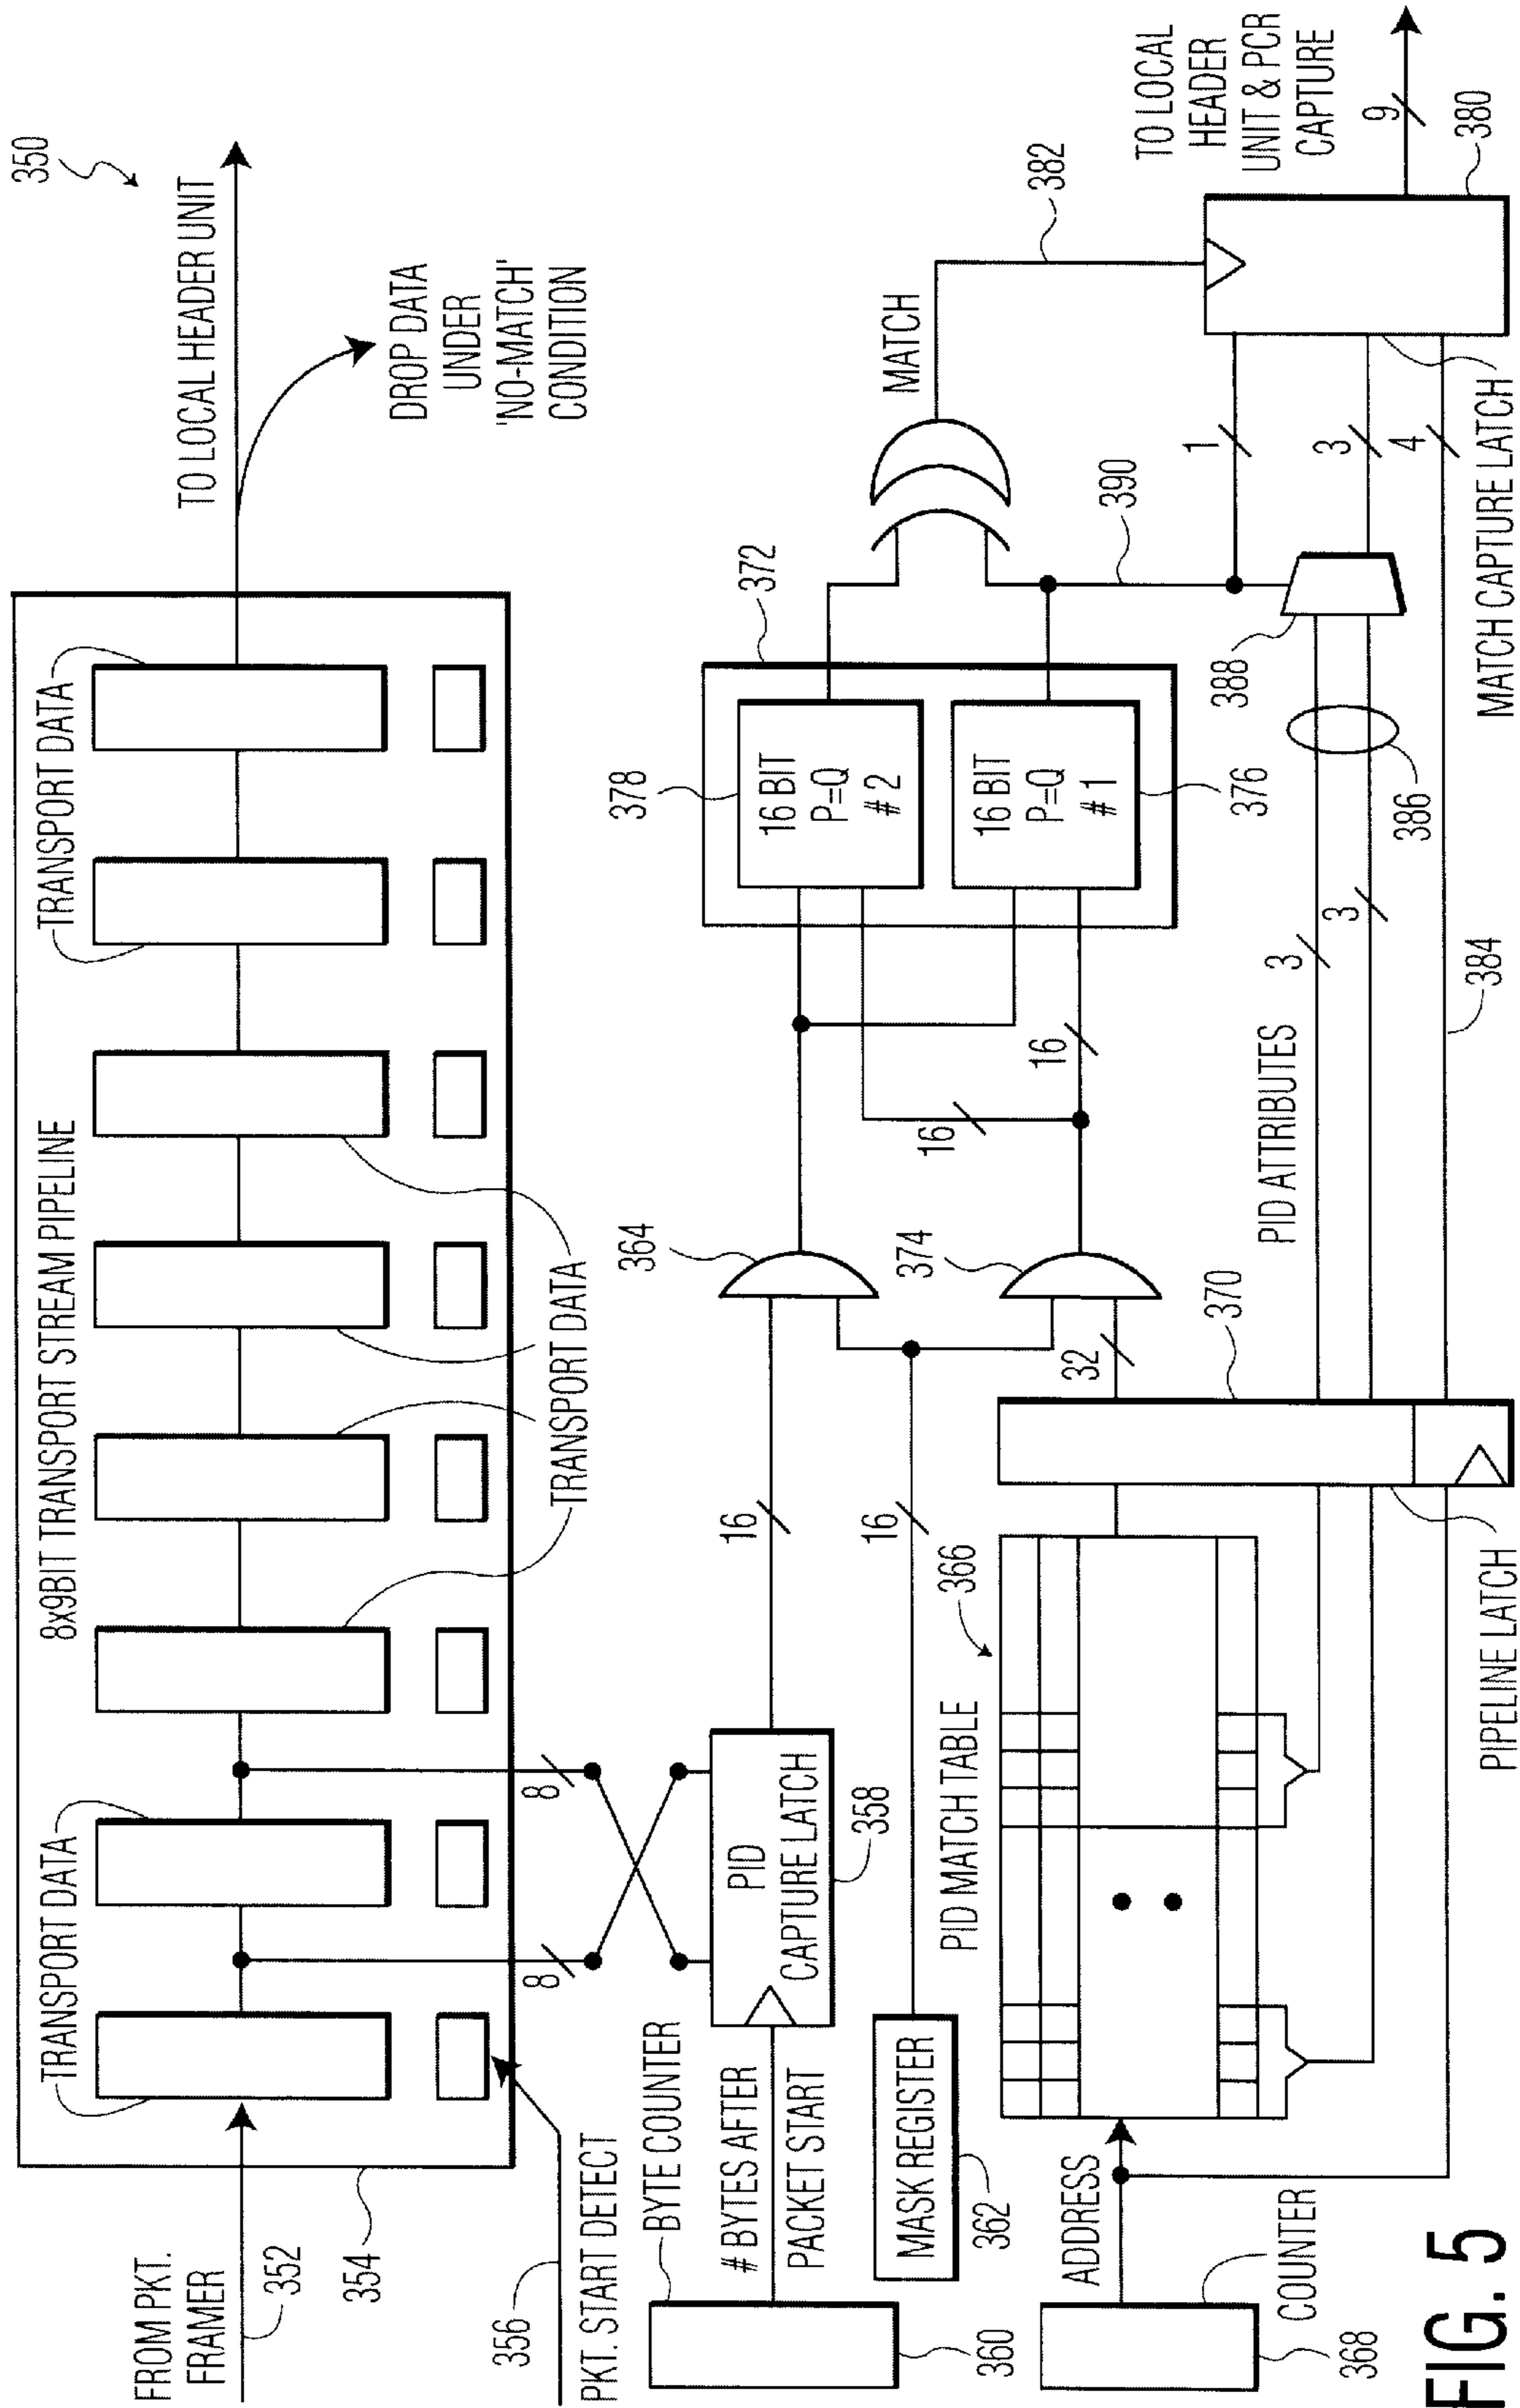 350
TO LOCAL HEADER UNIT
DROP DATA
UNDER
'NO-MATCH'
CONDITION
8x9BIT TRANSPORT STREAM PIPELINE
TRANSPORT DATA
TRANSPORT DATA
TRANSPORT DATA
TRANSPORT DATA
FROM PKT.
FRAMER
352
354
356
PKT. START DETECT
8
8
BYTE COUNTER
# BYTES AFTER
PACKET START
360
PID
CAPTURE LATCH
358
16
MASK REGISTER
362
16
364
374
372
378
16 BIT
P=Q
# 2
16 BIT
P=Q
# 1
376
16
16
MATCH
382
390
TO LOCAL
HEADER
UNIT & PCR
CAPTURE
9
380
1
3
4
MATCH CAPTURE LATCH
388
386
3
3
384
PID ATTRIBUTES
370
32
PIPELINE LATCH
PID MATCH TABLE
366
ADDRESS
COUNTER
368
FIG. 5